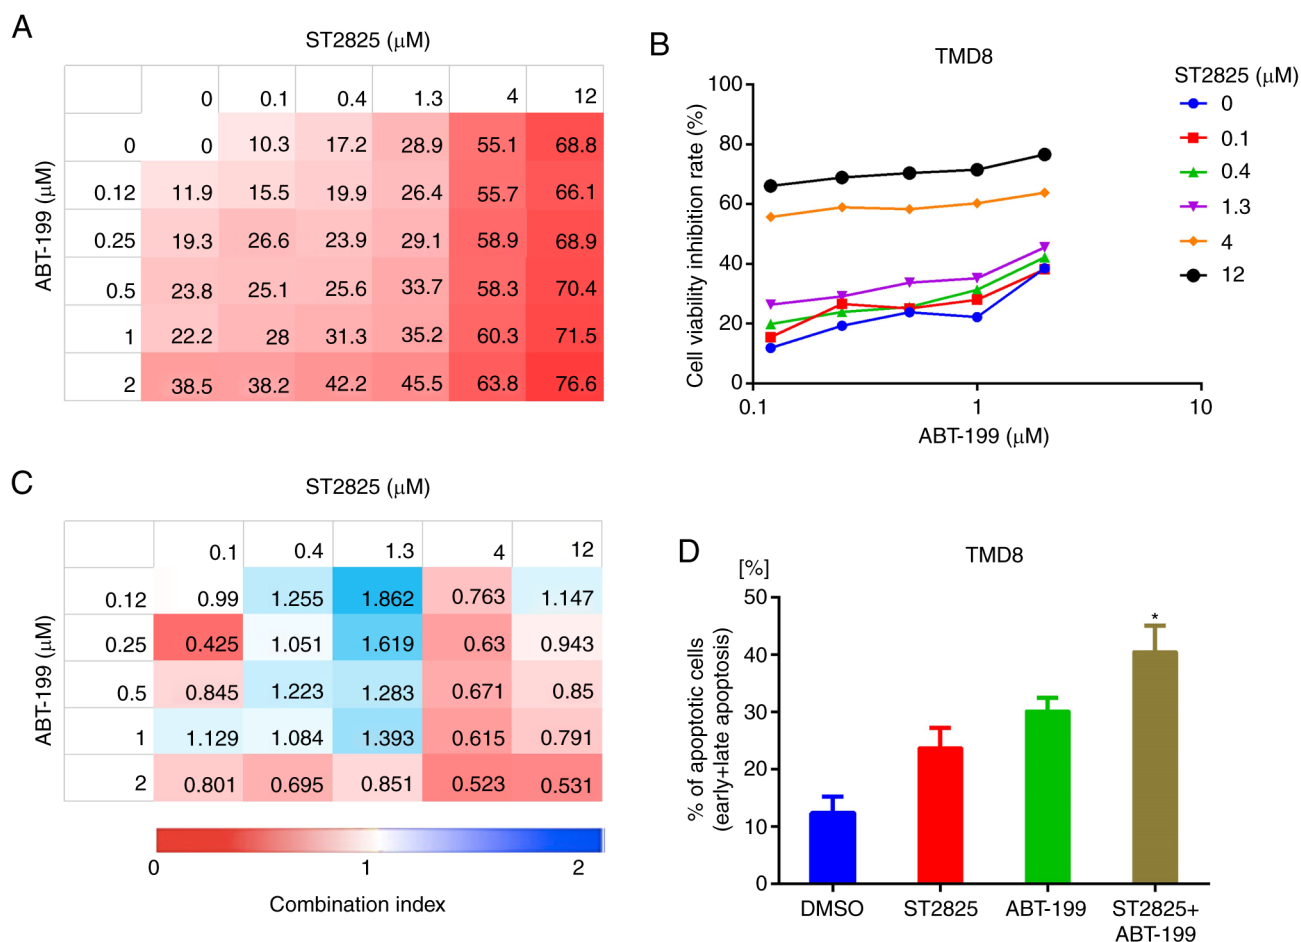 A
ST2825 (μM)
0 0.1 0.4 1.3 4 12
ABT-199 (μM)
0 0 10.3 17.2 28.9 55.1 68.8
0.12 11.9 15.5 19.9 26.4 55.7 66.1
0.25 19.3 26.6 23.9 29.1 58.9 68.9
0.5 23.8 25.1 25.6 33.7 58.3 70.4
1 22.2 28 31.3 35.2 60.3 71.5
2 38.5 38.2 42.2 45.5 63.8 76.6
B
TMD8
Cell viability inhibition rate (%)
100
80
60
40
20
0
0.1 1 10
ABT-199 (μM)
ST2825 (μM)
0
0.1
0.4
1.3
4
12
C
ST2825 (μM)
0.1 0.4 1.3 4 12
ABT-199 (μM)
0.12 0.99 1.255 1.862 0.763 1.147
0.25 0.425 1.051 1.619 0.63 0.943
0.5 0.845 1.223 1.283 0.671 0.85
1 1.129 1.084 1.393 0.615 0.791
2 0.801 0.695 0.851 0.523 0.531
0 1 2
Combination index
D
TMD8
[%]
% of apoptotic cells
(early+late apoptosis)
50
40
30
20
10
0
*
DMSO ST2825 ABT-199 ST2825+
ABT-199